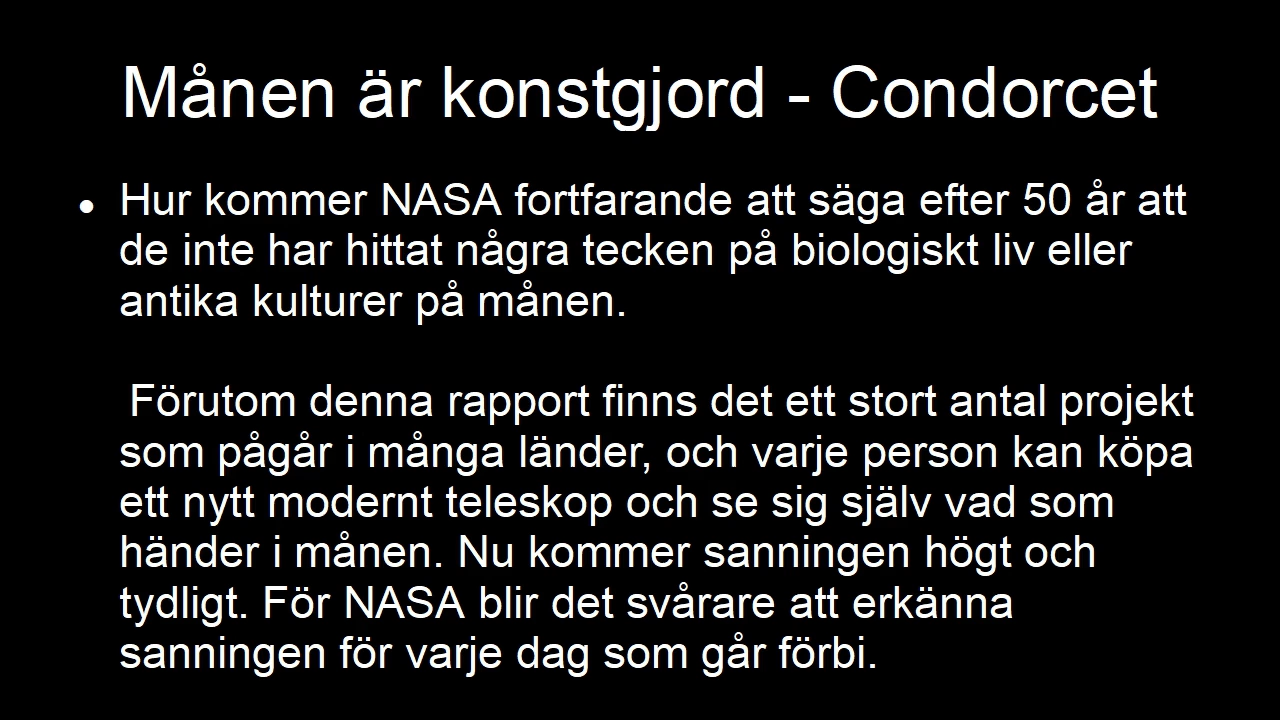 Månen är konstgjord - Condorcet
● Hur kommer NASA fortfarande att säga efter 50 år att
de inte har hittat några tecken på biologiskt liv eller
antika kulturer på månen.
Förutom denna rapport finns det ett stort antal projekt
som pågår i många länder, och varje person kan köpa
ett nytt modernt teleskop och se sig själv vad som
händer i månen. Nu kommer sanningen högt och
tydligt. För NASA blir det svårare att erkänna
sanningen för varje dag som går förbi.